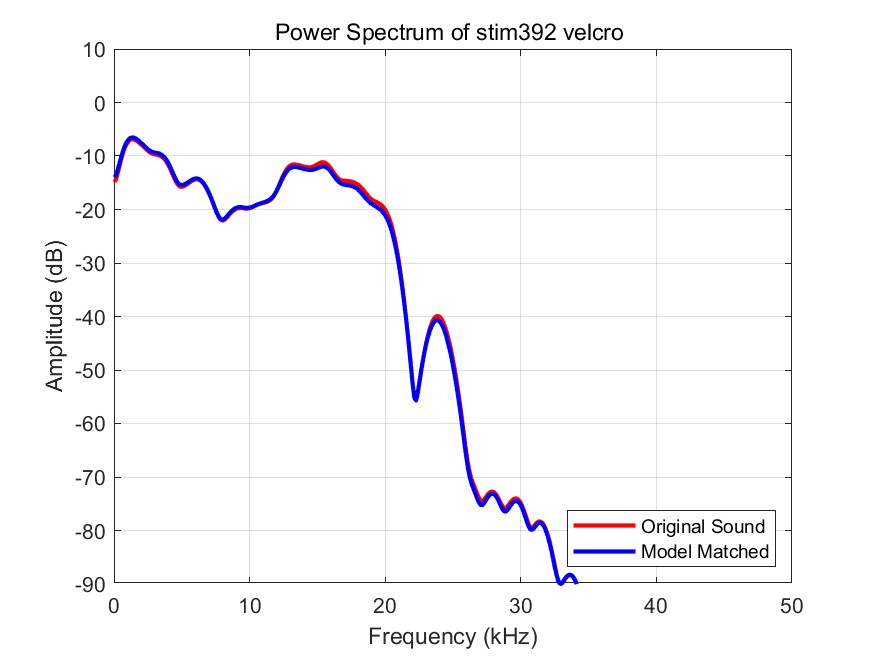 Power Spectrum of stim392 velcro
10
0
-10
-20
-30
-40
-50
-60
-70
-80
-90
Amplitude (dB)
Original Sound
Model Matched
0 10 20 30 40 50
Frequency (kHz)